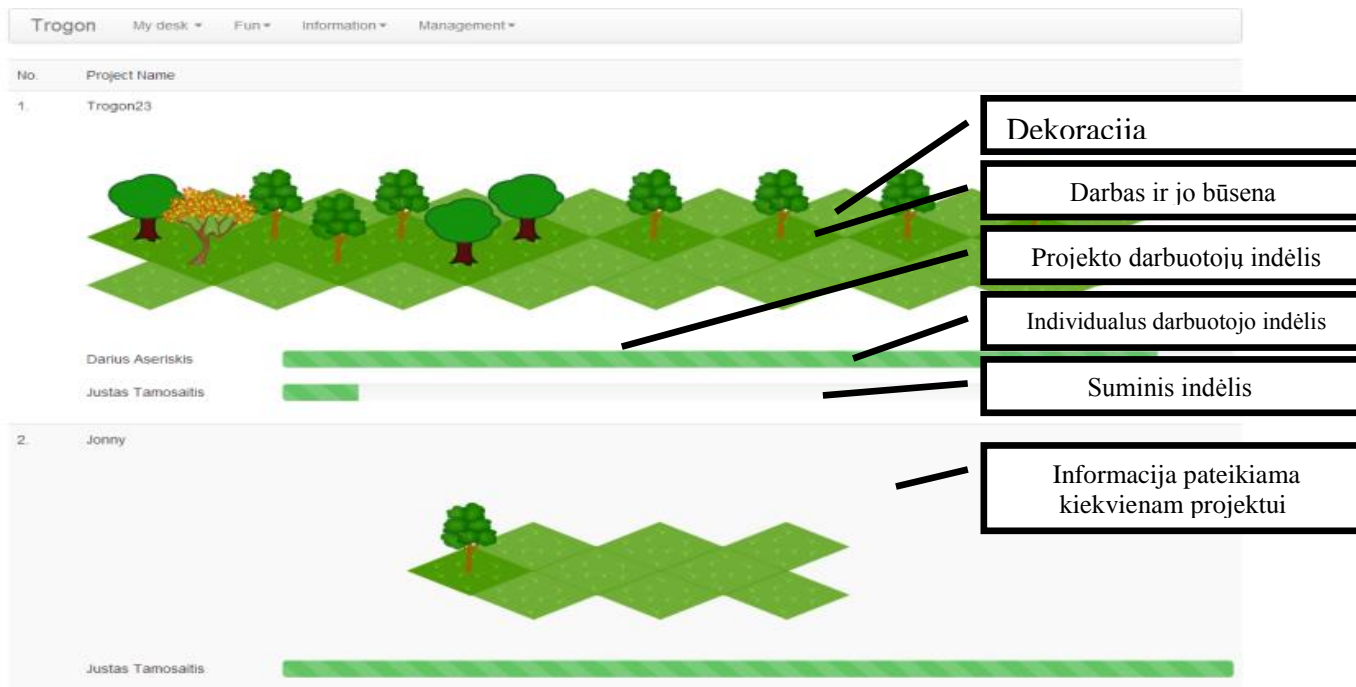 Trogon My desk Fun Information Management
No. Project Name
1. Trogon23
Dekoracija
Darbas ir jo būsena
Projekto darbuotojų indėlis
Individualus darbuotojo indėlis
Darius Aseriskis
Suminis indėlis
Justas Tamosaitis
2. Jonny
Informacija pateikiama
kiekvienam projektui
Justas Tamosaitis